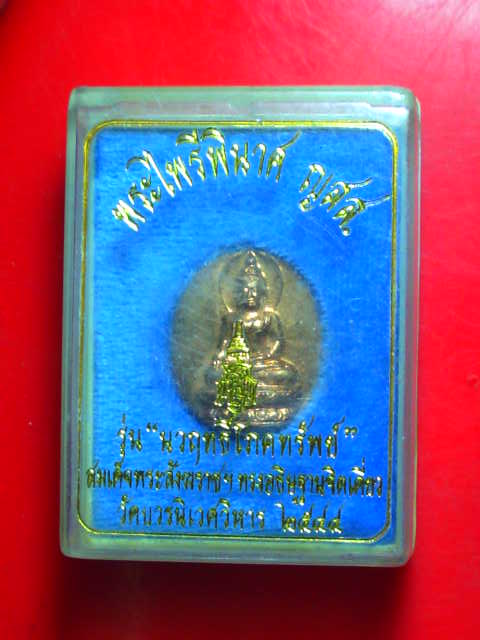 พระไพรีพินาศ ญสส.
รุ่น "นวฤทธิ์โภคทรัพย์"
สมเด็จพระสังฆราชฯ ทรงอธิษฐานจิตเดี่ยว
วัดบวรนิเวศวิหาร ๒๕๔๔